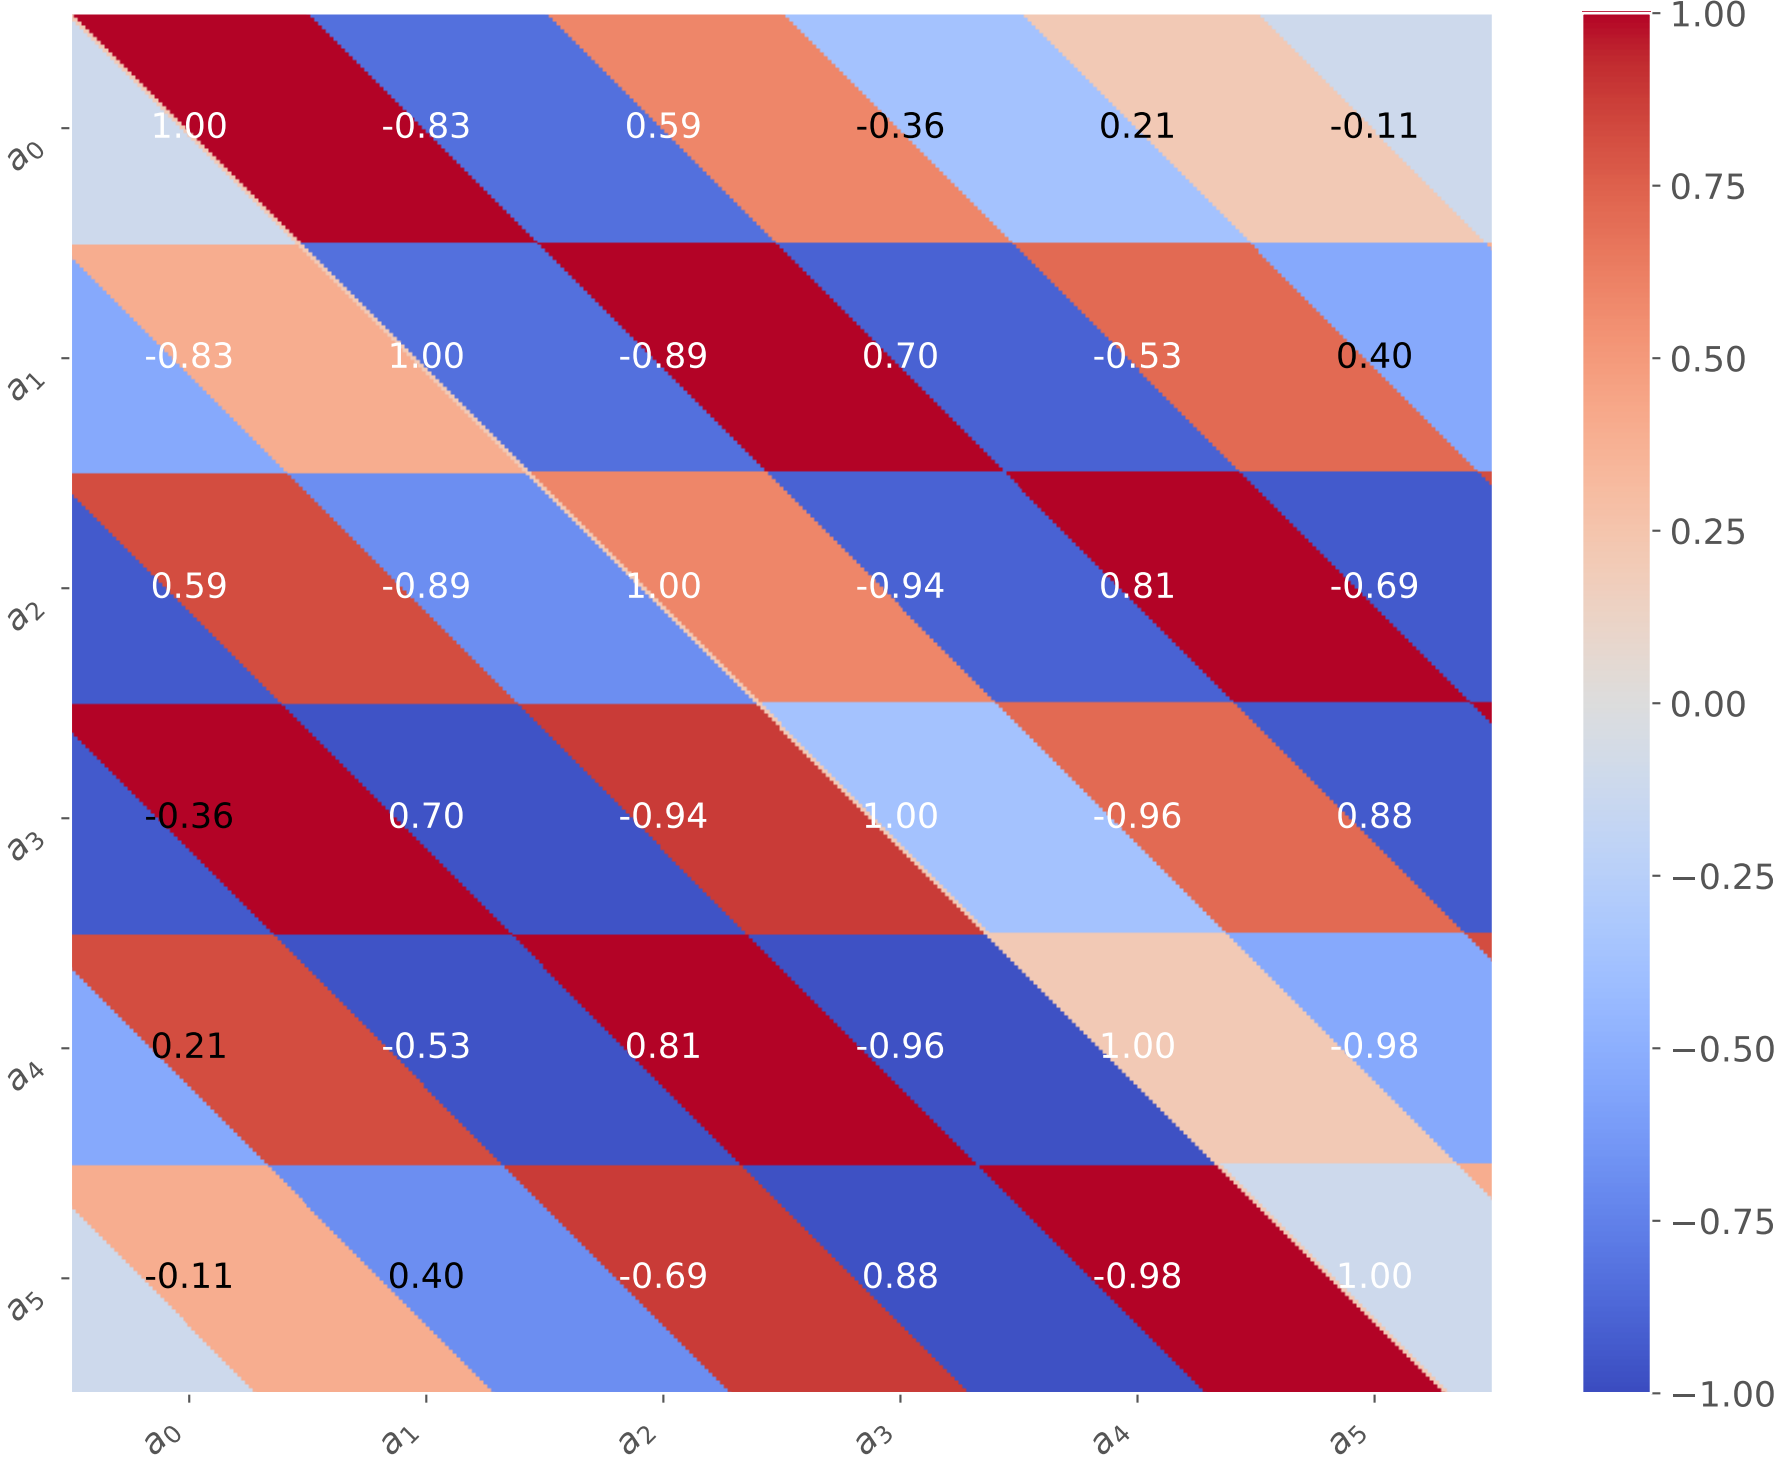 1.00
a0 1.00 -0.83 0.59 -0.36 0.21 -0.11
0.75
0.50
a1 -0.83 1.00 -0.89 0.70 -0.53 0.40
0.25
a2 0.59 -0.89 1.00 -0.94 0.81 -0.69
0.00
a3 -0.36 0.70 -0.94 1.00 -0.96 0.88
−0.25
a4 0.21 -0.53 0.81 -0.96 1.00 -0.98
−0.50
−0.75
a5 -0.11 0.40 -0.69 0.88 -0.98 1.00
−1.00
a0 a1 a2 a3 a4 a5